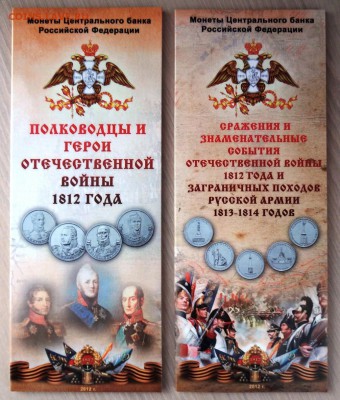 Монеты Центрального банка
Российской Федерации
ПОЛКОВОДЦЫ И
ГЕРОИ
ОТЕЧЕСТВЕННОЙ
ВОЙНЫ
1812 ГОДА
Монеты Центрального банка
Российской Федерации
СРАЖЕНИЯ И
ЗНАМЕНАТЕЛЬНЫЕ
СОБЫТИЯ
ОТЕЧЕСТВЕННОЙ ВОЙНЫ
1812 ГОДА И
ЗАГРАНИЧНЫХ ПОХОДОВ
РУССКОЙ АРМИИ
1813-1814 ГОДОВ